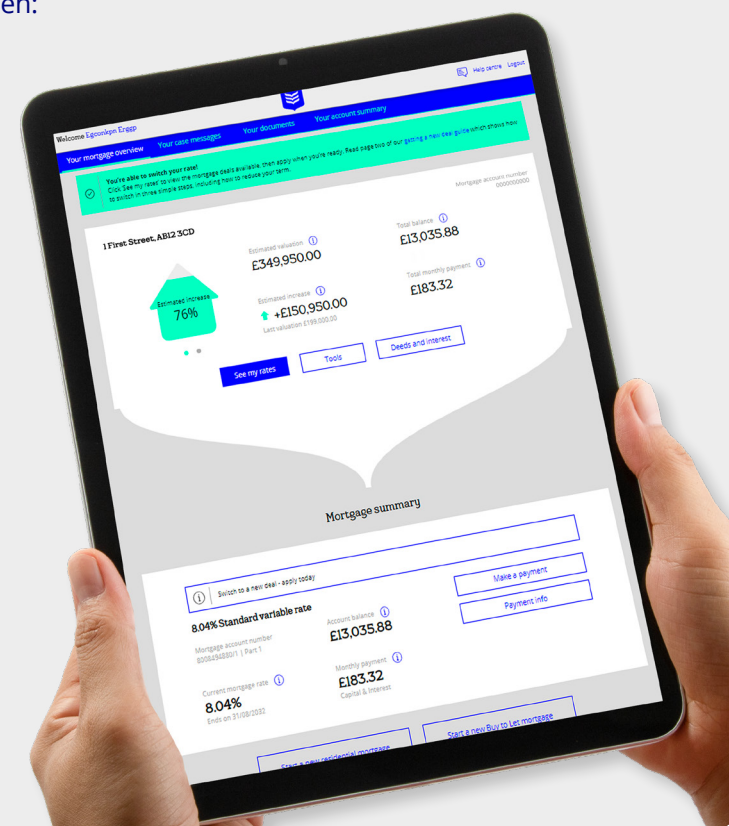 en:
Help centre Logout
Welcome Egconkpn Erggp
Your mortgage overview Your case messages Your documents Your account summary
You're able to switch your rate!
Click 'See my rates' to view the mortgage deals available, then apply when you're ready. Read page two of our getting a new deal guide which shows how
to switch in three simple steps, including how to reduce your term.
Mortgage account number
0000000000
1 First Street, AB12 3CD
Estimated valuation
£349,950.00
Total balance
£13,035.88
Estimated increase
76%
Estimated increase
+£150,950.00
Last valuation £199,000.00
Total monthly payment
£183.32
See my rates
Tools
Deeds and Interest
Mortgage summary
Switch to a new deal - apply today
8.04% Standard variable rate
Mortgage account number
8008494880/1 | Part 1
Account balance
£13,035.88
Make a payment
Payment info
Current mortgage rate
8.04%
Ends on 31/08/2032
Monthly payment
£183.32
Capital & Interest
Start a new residential mortgage
Start a new Buy to Let mortgage